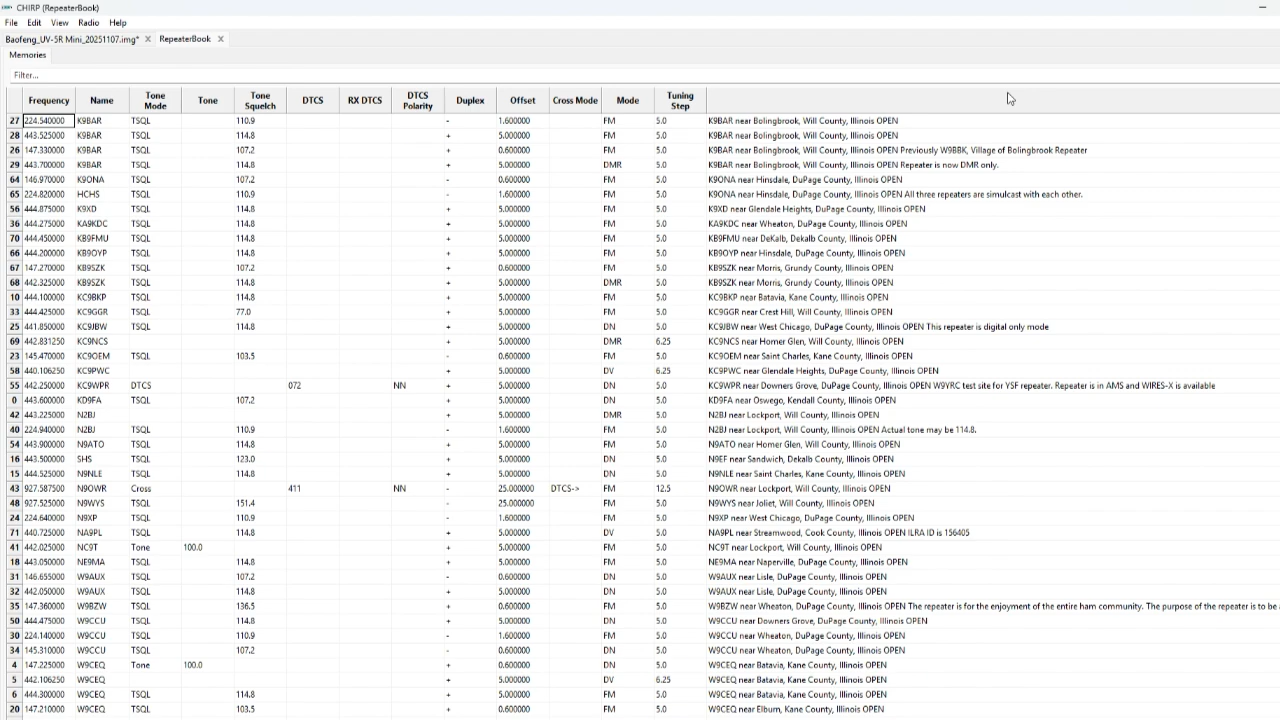 CHIRP (RepeaterBook)
File Edit View Radio Help
Baofeng_UV-5R Mini_20251107.img* X RepeaterBook X
Memories
Filter...
Frequency Name Tone Mode Tone Tone Squelch DTCS RX DTCS DTCS Polarity Duplex Offset Cross Mode Mode Tuning Step
27 224.540000 K9BAR TSQL 110.9 - 1.600000 FM 5.0 K9BAR near Bolingbrook, Will County, Illinois OPEN
28 443.525000 K9BAR TSQL 114.8 + 5.000000 FM 5.0 K9BAR near Bolingbrook, Will County, Illinois OPEN
26 147.330000 K9BAR TSQL 107.2 + 0.600000 FM 5.0 K9BAR near Bolingbrook, Will County, Illinois OPEN Previously W9BBK, Village of Bolingbrook Repeater
29 443.700000 K9BAR TSQL 114.8 + 5.000000 DMR 5.0 K9BAR near Bolingbrook, Will County, Illinois OPEN Repeater is now DMR only.
64 146.970000 K9ONA TSQL 107.2 - 0.600000 FM 5.0 K9ONA near Hinsdale, DuPage County, Illinois OPEN
65 224.820000 HCHS TSQL 110.9 - 1.600000 FM 5.0 K9ONA near Hinsdale, DuPage County, Illinois OPEN All three repeaters are simulcast with each other.
56 444.875000 K9XD TSQL 114.8 + 5.000000 FM 5.0 K9XD near Glendale Heights, DuPage County, Illinois OPEN
36 444.275000 KA9KDC TSQL 114.8 + 5.000000 FM 5.0 KA9KDC near Wheaton, DuPage County, Illinois OPEN
70 444.450000 KB9FMU TSQL 114.8 + 5.000000 FM 5.0 KB9FMU near DeKalb, Dekalb County, Illinois OPEN
66 444.200000 KB9OYP TSQL 114.8 + 5.000000 FM 5.0 KB9OYP near Hinsdale, DuPage County, Illinois OPEN
67 147.270000 KB9SZK TSQL 107.2 + 0.600000 FM 5.0 KB9SZK near Morris, Grundy County, Illinois OPEN
68 442.325000 KB9SZK TSQL 114.8 + 5.000000 DMR 5.0 KB9SZK near Morris, Grundy County, Illinois OPEN
10 444.100000 KC9BKP TSQL 114.8 + 5.000000 FM 5.0 KC9BKP near Batavia, Kane County, Illinois OPEN
33 444.425000 KC9GGR TSQL 77.0 + 5.000000 FM 5.0 KC9GGR near Crest Hill, Will County, Illinois OPEN
25 441.850000 KC9JBW TSQL 114.8 + 5.000000 DN 5.0 KC9JBW near West Chicago, DuPage County, Illinois OPEN This repeater is digital only mode
69 442.831250 KC9NCS + 5.000000 DMR 6.25 KC9NCS near Homer Glen, Will County, Illinois OPEN
23 145.470000 KC9OEM TSQL 103.5 - 0.600000 FM 5.0 KC9OEM near Saint Charles, Kane County, Illinois OPEN
58 440.106250 KC9PWC + 5.000000 DV 6.25 KC9PWC near Glendale Heights, DuPage County, Illinois OPEN
55 442.250000 KC9WPR DTCS 072 NN + 5.000000 DN 5.0 KC9WPR near Downers Grove, DuPage County, Illinois OPEN W9YRC test site for YSF repeater. Repeater is in AMS and WIRES-X is available
0 443.600000 KD9FA TSQL 107.2 + 5.000000 DN 5.0 KD9FA near Oswego, Kendall County, Illinois OPEN
42 443.225000 N2BJ + 5.000000 DMR 5.0 N2BJ near Lockport, Will County, Illinois OPEN
40 224.940000 N2BJ TSQL 110.9 - 1.600000 FM 5.0 N2BJ near Lockport, Will County, Illinois OPEN Actual tone may be 114.8.
54 443.900000 N9ATO TSQL 114.8 + 5.000000 FM 5.0 N9ATO near Homer Glen, Will County, Illinois OPEN
16 443.500000 SHS TSQL 123.0 + 5.000000 DN 5.0 N9EF near Sandwich, Dekalb County, Illinois OPEN
15 444.525000 N9NLE TSQL 114.8 + 5.000000 DN 5.0 N9NLE near Saint Charles, Kane County, Illinois OPEN
43 927.587500 N9OWR Cross 411 NN - 25.000000 DTCS-> FM 12.5 N9OWR near Lockport, Will County, Illinois OPEN
48 927.525000 N9WYS TSQL 151.4 - 25.000000 FM 5.0 N9WYS near Joliet, Will County, Illinois OPEN
24 224.640000 N9XP TSQL 110.9 - 1.600000 FM 5.0 N9XP near West Chicago, DuPage County, Illinois OPEN
71 440.725000 NA9PL TSQL 114.8 + 5.000000 DV 5.0 NA9PL near Streamwood, Cook County, Illinois OPEN ILRA ID is 156405
41 442.025000 NC9T Tone 100.0 + 5.000000 FM 5.0 NC9T near Lockport, Will County, Illinois OPEN
18 443.050000 NE9MA TSQL 114.8 + 5.000000 FM 5.0 NE9MA near Naperville, DuPage County, Illinois OPEN
31 146.655000 W9AUX TSQL 107.2 - 0.600000 DN 5.0 W9AUX near Lisle, DuPage County, Illinois OPEN
32 442.050000 W9AUX TSQL 114.8 + 5.000000 DN 5.0 W9AUX near Lisle, DuPage County, Illinois OPEN
35 147.360000 W9BZW TSQL 136.5 + 0.600000 FM 5.0 W9BZW near Wheaton, DuPage County, Illinois OPEN The repeater is for the enjoyment of the entire ham community. The purpose of the repeater is to be
50 444.475000 W9CCU TSQL 114.8 + 5.000000 DN 5.0 W9CCU near Downers Grove, DuPage County, Illinois OPEN
30 224.140000 W9CCU TSQL 110.9 - 1.600000 FM 5.0 W9CCU near Wheaton, DuPage County, Illinois OPEN
34 145.310000 W9CCU TSQL 107.2 - 0.600000 DN 5.0 W9CCU near Wheaton, DuPage County, Illinois OPEN
4 147.225000 W9CEQ Tone 100.0 + 0.600000 DN 5.0 W9CEQ near Batavia, Kane County, Illinois OPEN
5 442.106250 W9CEQ + 5.000000 DV 6.25 W9CEQ near Batavia, Kane County, Illinois OPEN
6 444.300000 W9CEQ TSQL 114.8 + 5.000000 FM 5.0 W9CEQ near Batavia, Kane County, Illinois OPEN
20 147.210000 W9CEQ TSQL 103.5 + 0.600000 FM 5.0 W9CEQ near Elburn, Kane County, Illinois OPEN